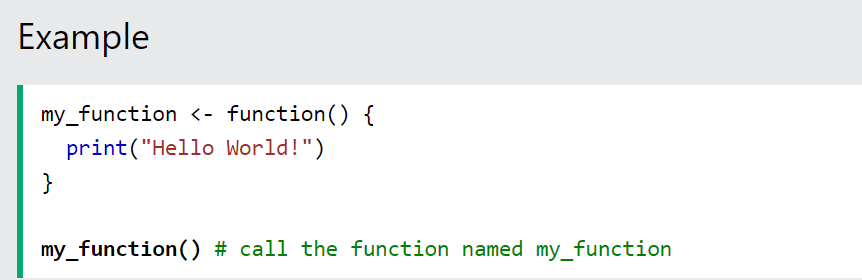 Example
my_function <- function() {
  print("Hello World!")
}
my_function() # call the function named my_function